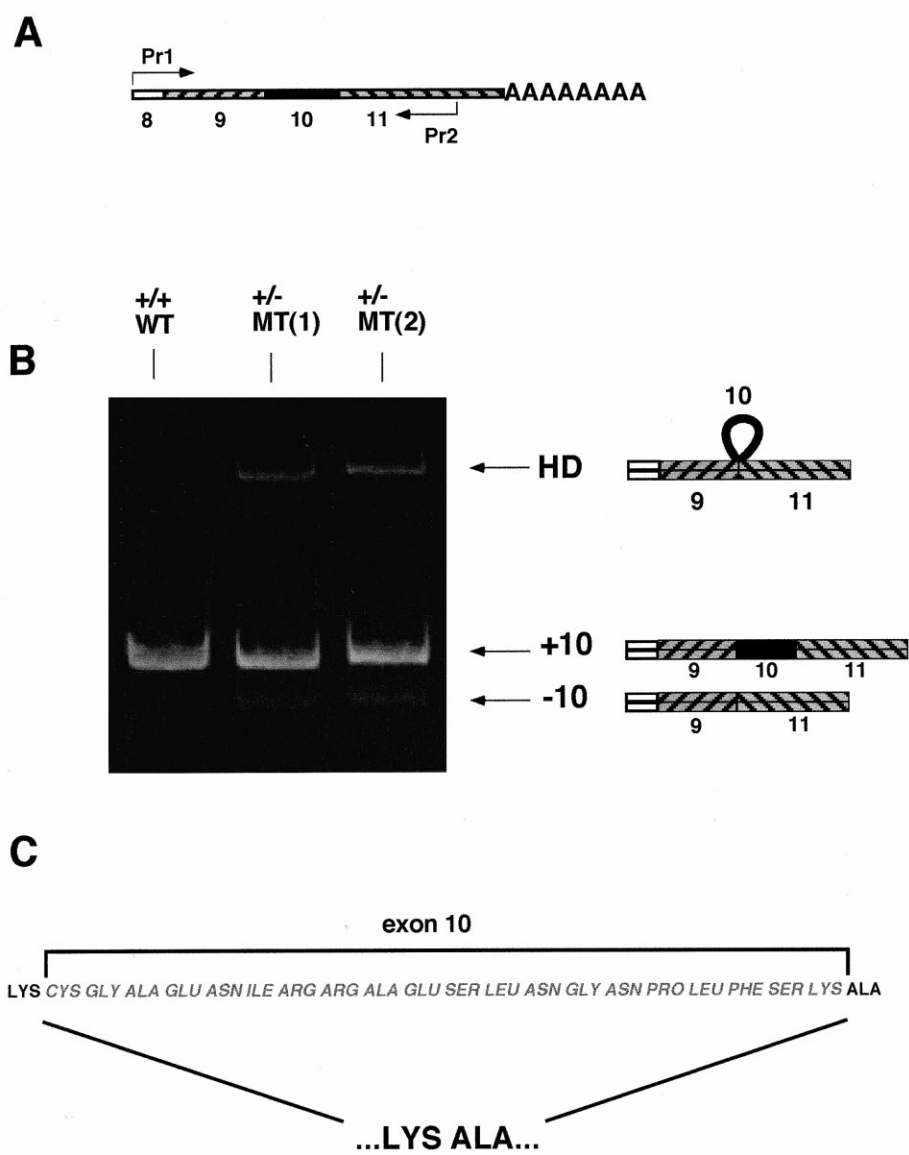 A
Pr1
AAAAAAAA
8 9 10 11
Pr2
+/+ +/- +/-
WT MT(1) MT(2)
B
10
HD
9 11
+10
9 10 11
-10
9 11
C
exon 10
LYS CYS GLY ALA GLU ASN ILE ARG ARG ALA GLU SER LEU ASN GLY ASN PRO LEU PHE SER LYS ALA
...LYS ALA...